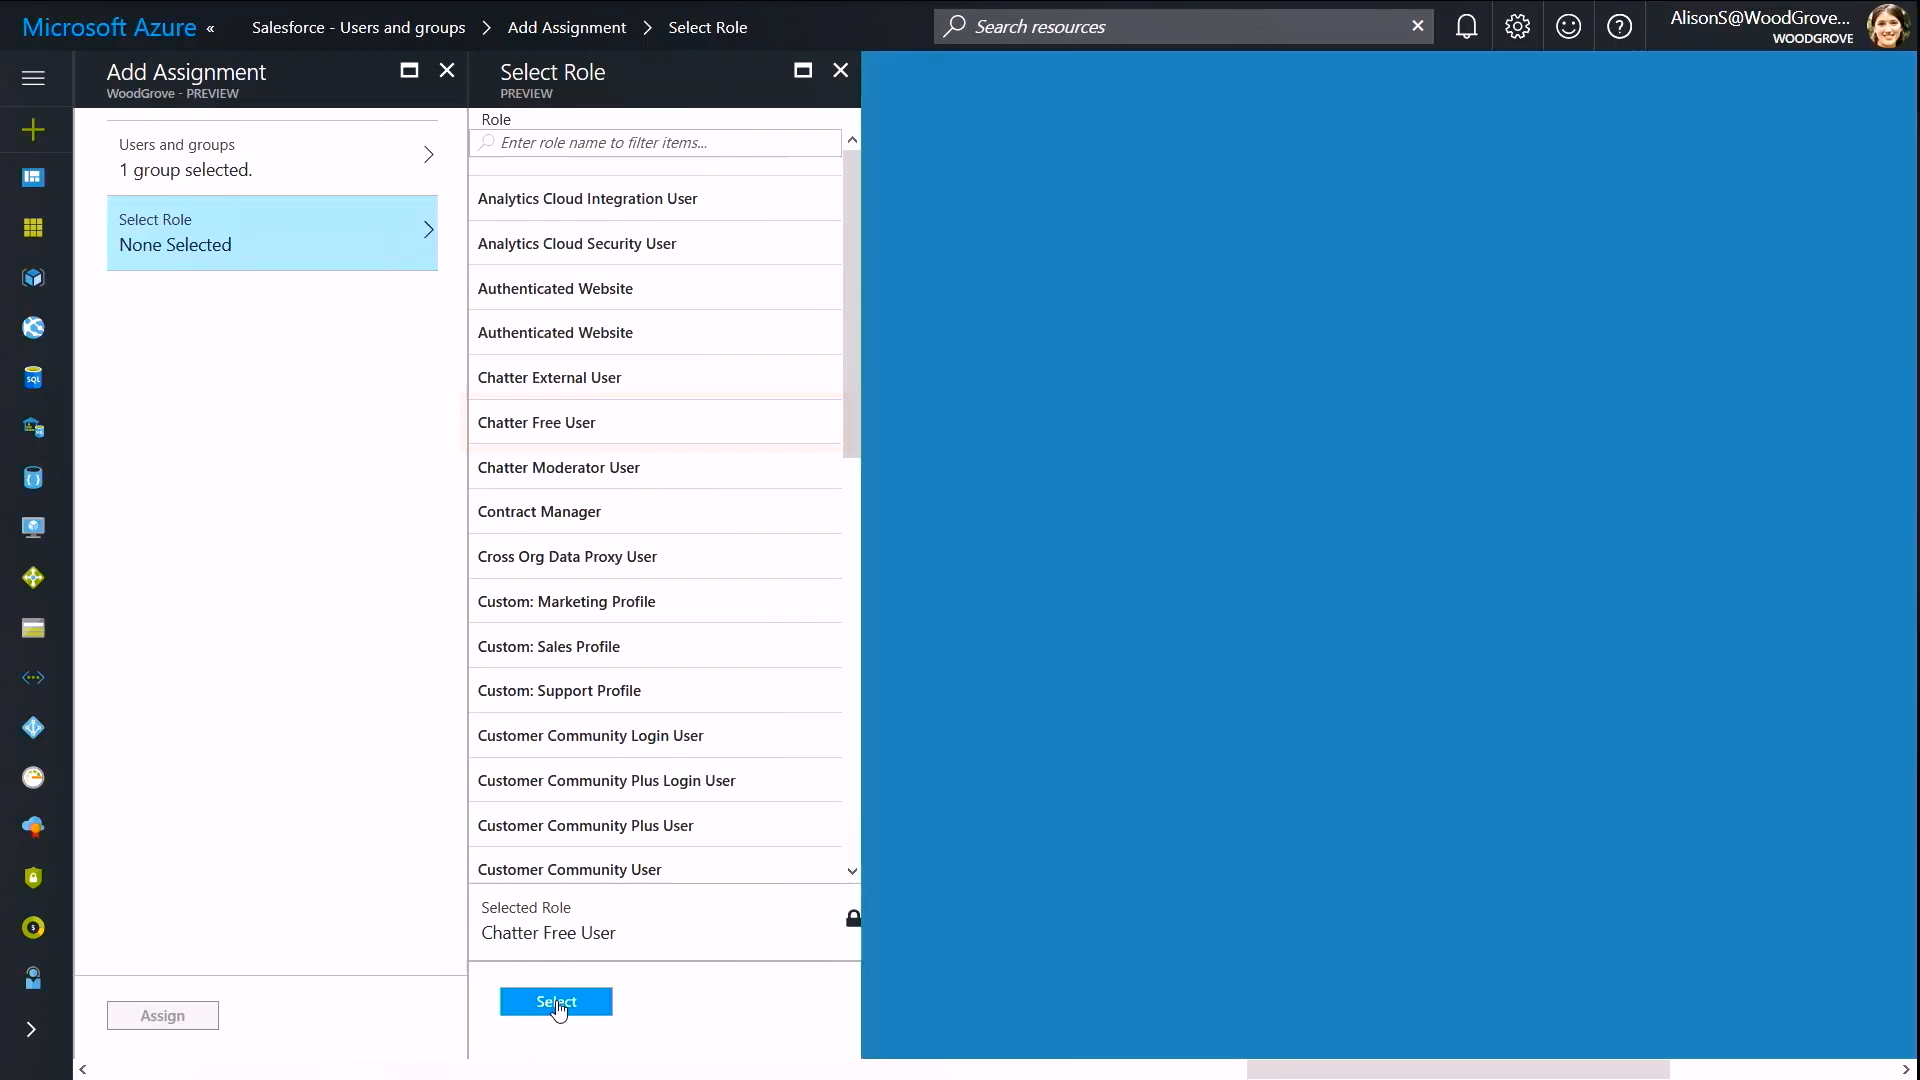 Microsoft Azure «
Salesforce - Users and groups > Add Assignment > Select Role
Search resources
AlisonS@WoodGrove...
WOODGROVE
Add Assignment
WoodGrove - PREVIEW
Users and groups
1 group selected.
Select Role
None Selected
Assign
Select Role
PREVIEW
Role
Enter role name to filter items...
Analytics Cloud Integration User
Analytics Cloud Security User
Authenticated Website
Authenticated Website
Chatter External User
Chatter Free User
Chatter Moderator User
Contract Manager
Cross Org Data Proxy User
Custom: Marketing Profile
Custom: Sales Profile
Custom: Support Profile
Customer Community Login User
Customer Community Plus Login User
Customer Community Plus User
Customer Community User
Selected Role
Chatter Free User
Select
SQL